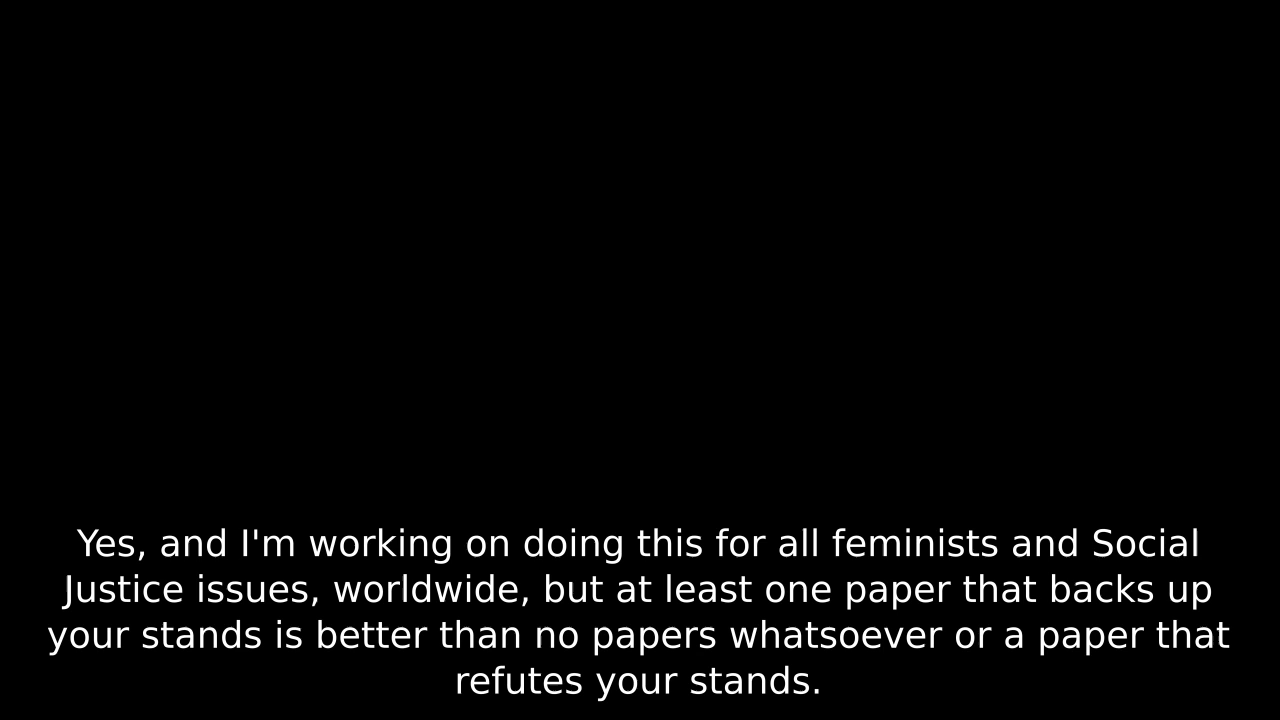 Yes, and I'm working on doing this for all feminists and Social
Justice issues, worldwide, but at least one paper that backs up
your stands is better than no papers whatsoever or a paper that
refutes your stands.